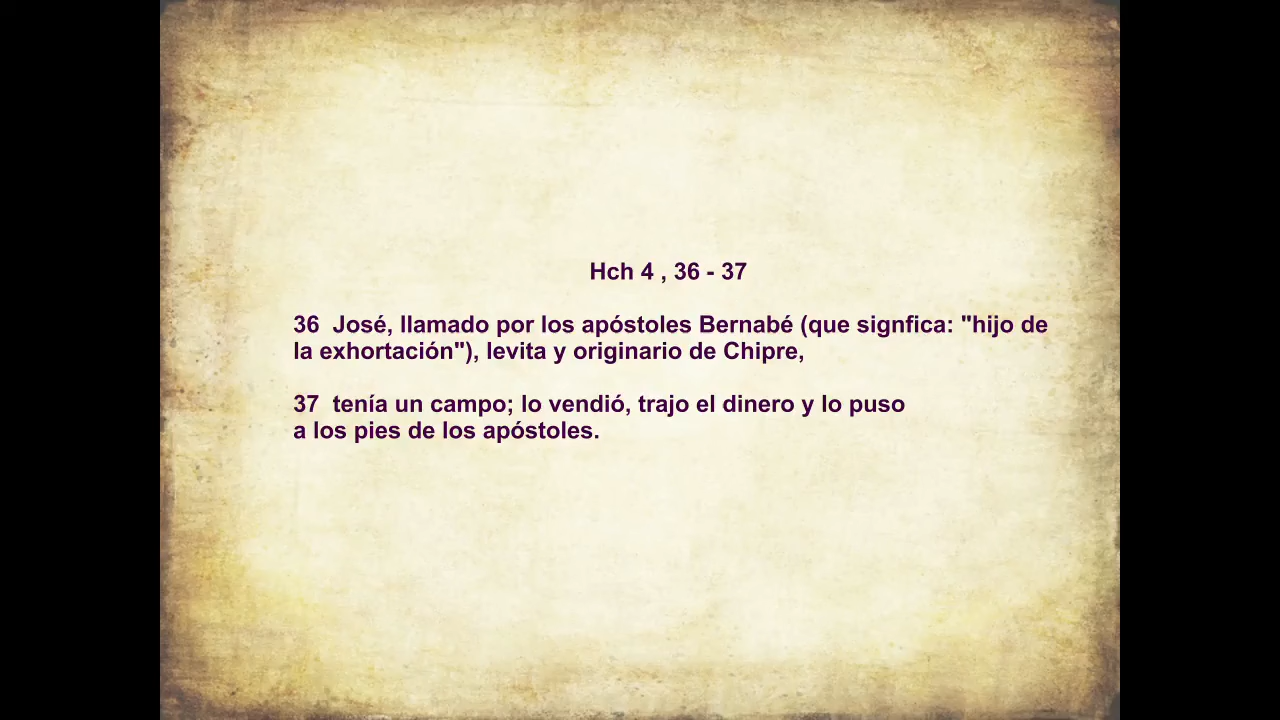 Hch 4 , 36 - 37
36  José, llamado por los apóstoles Bernabé (que signfica: "hijo de
la exhortación"), levita y originario de Chipre,
37  tenía un campo; lo vendió, trajo el dinero y lo puso
a los pies de los apóstoles.